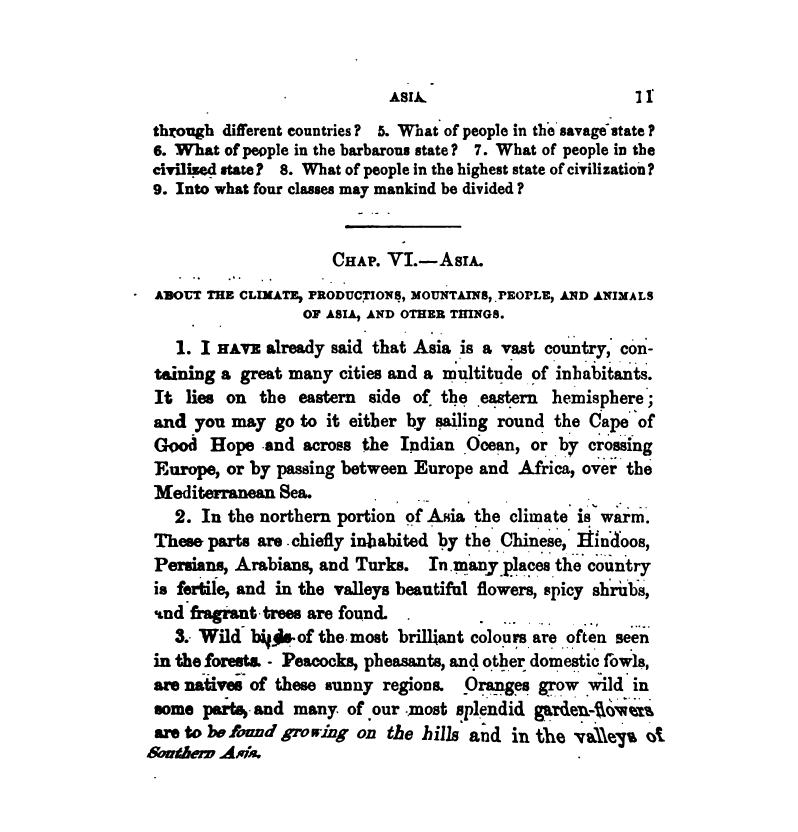 ASIA 11
through different countries? 5. What of people in the savage state?
6. What of people in the barbarous state? 7. What of people in the
civilized state? 8. What of people in the highest state of civilization?
9. Into what four classes may mankind be divided?
CHAP. VI.—ASIA.
ABOUT THE CLIMATE, PRODUCTIONS, MOUNTAINS, PEOPLE, AND ANIMALS
OF ASIA, AND OTHER THINGS.
1. I HAVE already said that Asia is a vast country, con-
taining a great many cities and a multitude of inhabitants.
It lies on the eastern side of the eastern hemisphere;
and you may go to it either by sailing round the Cape of
Good Hope and across the Indian Ocean, or by crossing
Europe, or by passing between Europe and Africa, over the
Mediterranean Sea.
2. In the northern portion of Asia the climate is warm.
These parts are chiefly inhabited by the Chinese, Hindoos,
Persians, Arabians, and Turks. In many places the country
is fertile, and in the valleys beautiful flowers, spicy shrubs,
and fragrant trees are found.
3. Wild birds of the most brilliant colours are often seen
in the forests. Peacocks, pheasants, and other domestic fowls,
are natives of these sunny regions. Oranges grow wild in
some parts, and many of our most splendid garden-flowers
are to be found growing on the hills and in the valleys of
Southern Asia.